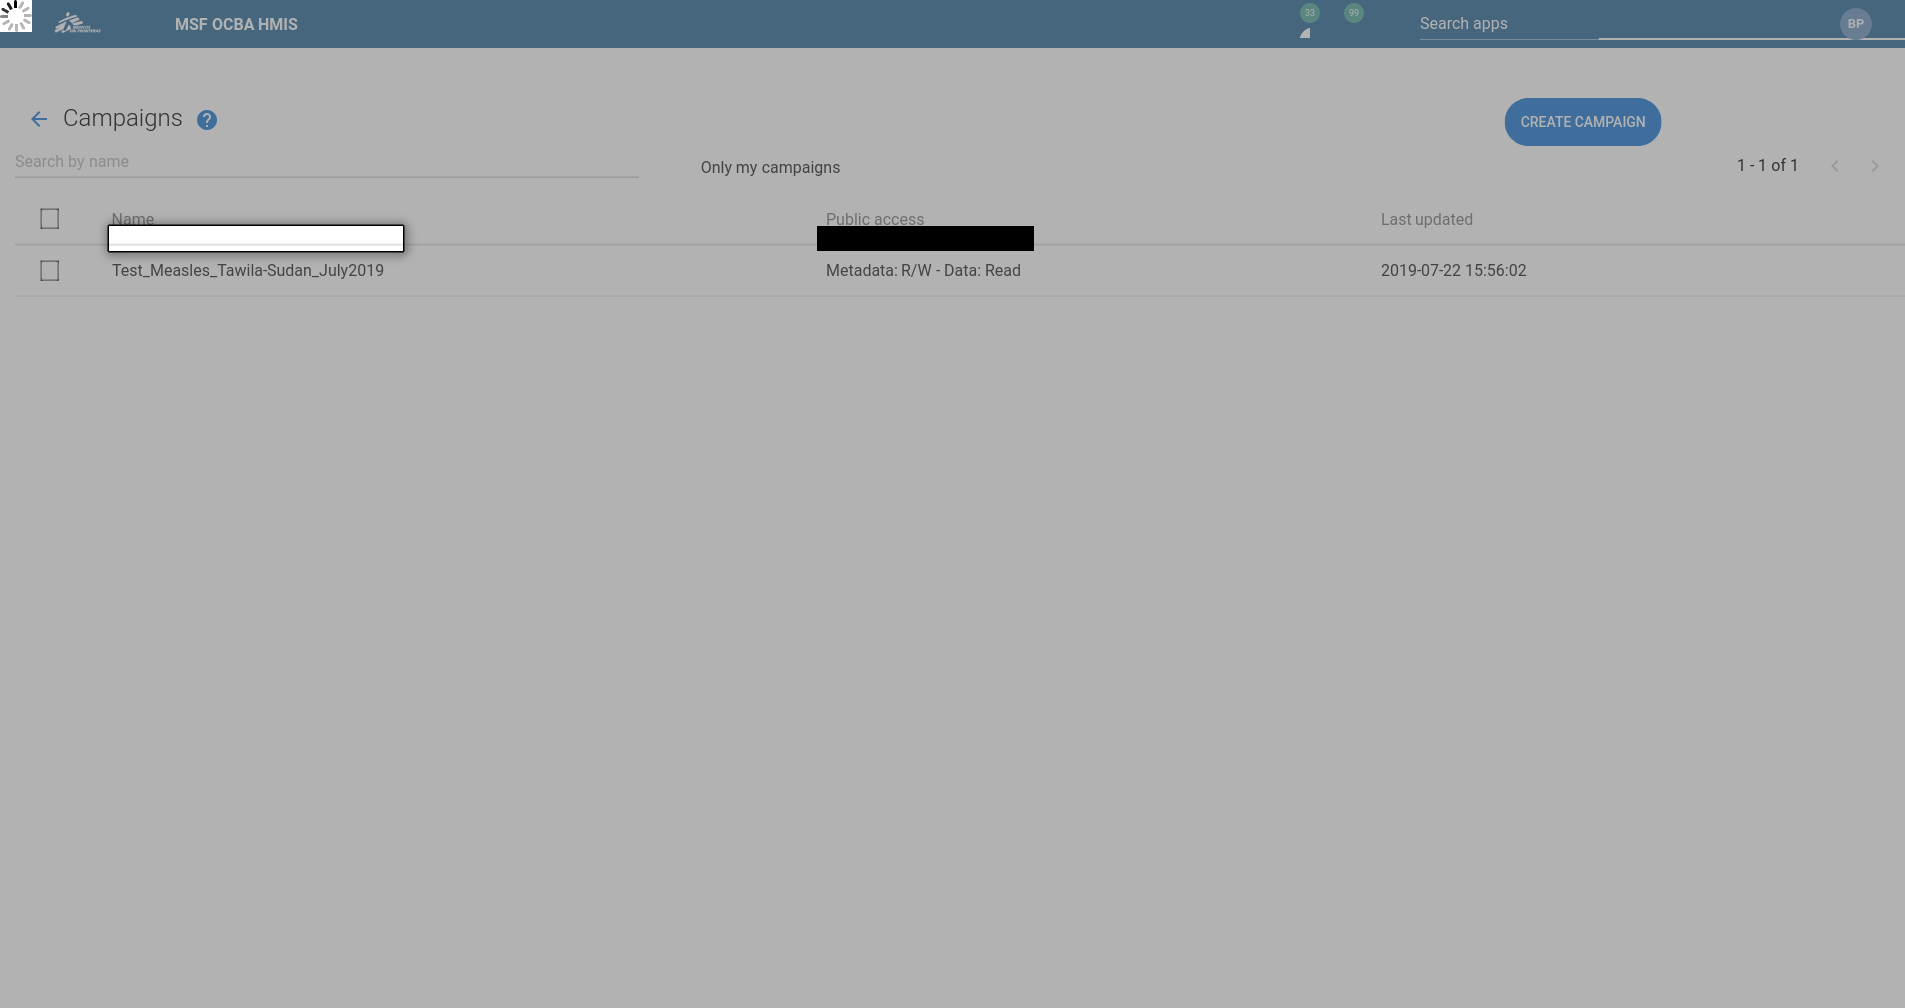 MSF OCBA HMIS
33
99
Search apps
BP
Campaigns
?
CREATE CAMPAIGN
Search by name
Only my campaigns
1 - 1 of 1
Name
Public access
Last updated
Test_Measles_Tawila-Sudan_July2019
Metadata: R/W - Data: Read
2019-07-22 15:56:02